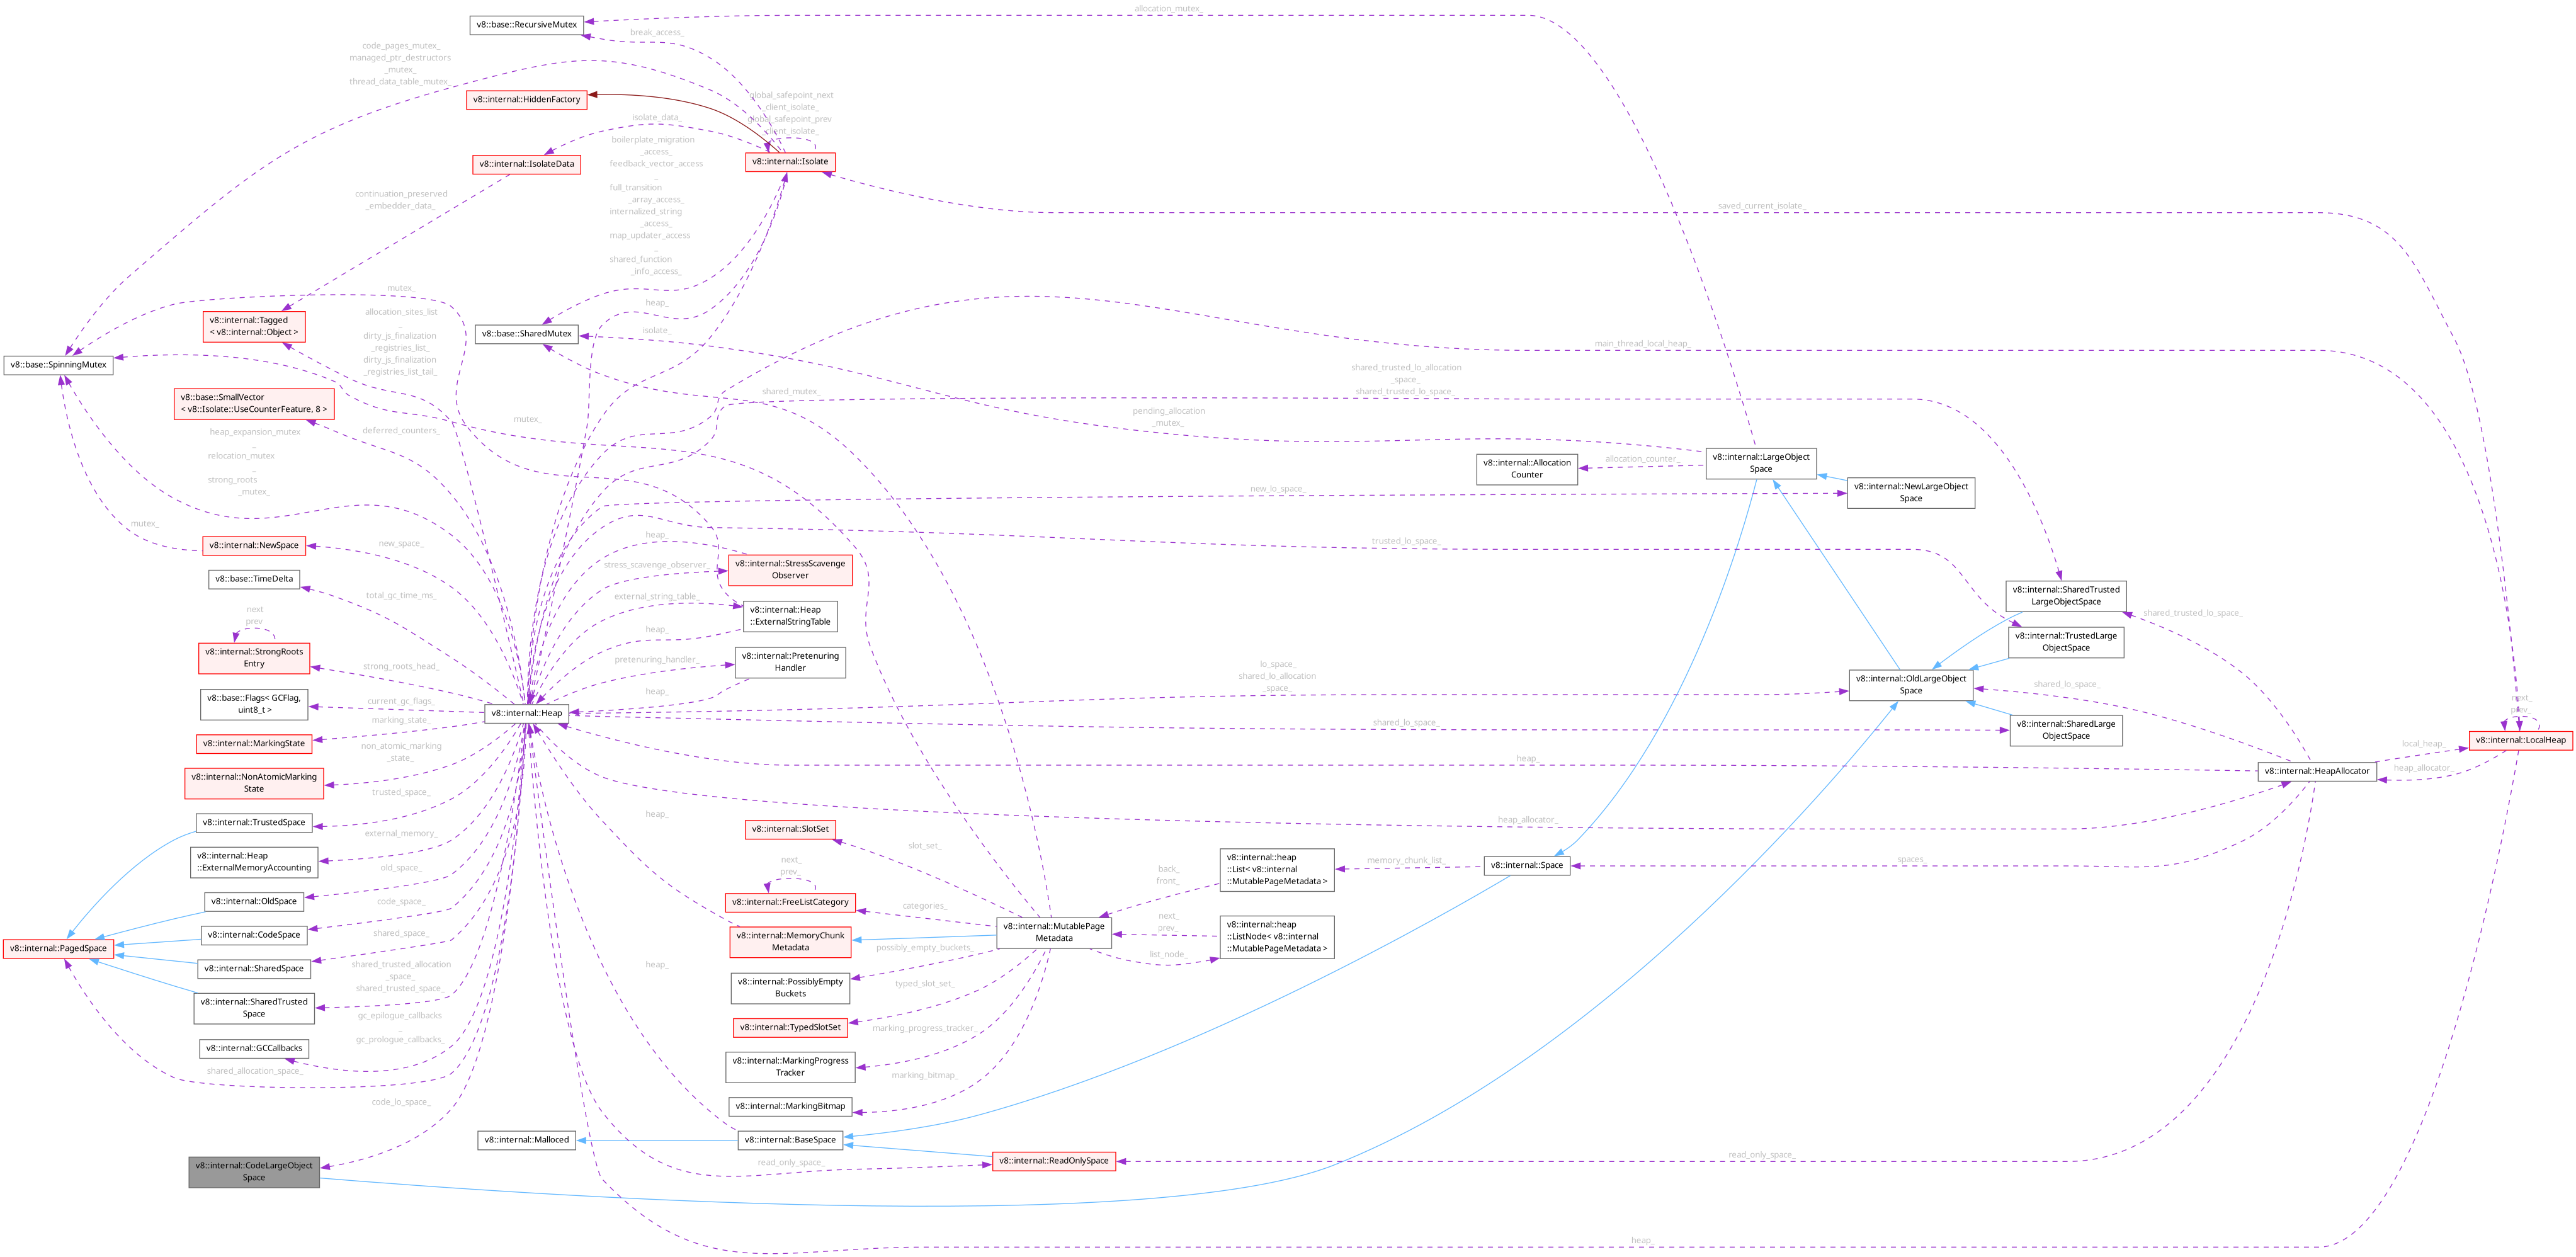 v8::base::RecursiveMutex
allocation_mutex_
break_access_
code_pages_mutex_
managed_ptr_destructors
_mutex_
thread_data_table_mutex_
v8::internal::HiddenFactory
global_safepoint_next
_client_isolate_
global_safepoint_prev
_client_isolate_
isolate_data_
v8::internal::IsolateData
v8::internal::Isolate
boilerplate_migration
_access_
feedback_vector_access
_
full_transition
_array_access_
internalized_string
_access_
map_updater_access
_
shared_function
_info_access_
continuation_preserved
_embedder_data_
saved_current_isolate_
mutex_
v8::internal::Tagged
< v8::internal::Object >
allocation_sites_list
_
dirty_js_finalization
_registries_list_
dirty_js_finalization
_registries_list_tail_
heap_
isolate_
v8::base::SharedMutex
main_thread_local_heap_
v8::base::SpinningMutex
v8::base::SmallVector
< v8::Isolate::UseCounterFeature, 8 >
shared_mutex_
shared_trusted_lo_allocation
_space_
shared_trusted_lo_space_
mutex_
pending_allocation
_mutex_
deferred_counters_
heap_expansion_mutex
_
relocation_mutex
_
strong_roots
_mutex_
v8::internal::Allocation
Counter
allocation_counter_
v8::internal::LargeObject
Space
v8::internal::NewLargeObject
Space
new_lo_space_
mutex_
v8::internal::NewSpace
new_space_
heap_
trusted_lo_space_
v8::base::TimeDelta
total_gc_time_ms_
stress_scavenge_observer_
v8::internal::StressScavenge
Observer
external_string_table_
v8::internal::Heap
::ExternalStringTable
heap_
v8::internal::SharedTrusted
LargeObjectSpace
shared_trusted_lo_space_
next
prev
v8::internal::StrongRoots
Entry
strong_roots_head_
pretenuring_handler_
v8::internal::Pretenuring
Handler
heap_
v8::internal::TrustedLarge
ObjectSpace
v8::base::Flags< GCFlag,
uint8_t >
current_gc_flags_
v8::internal::Heap
lo_space_
shared_lo_allocation
_space_
v8::internal::OldLargeObject
Space
shared_lo_space_
marking_state_
v8::internal::MarkingState
shared_lo_space_
v8::internal::SharedLarge
ObjectSpace
next_
prev_
v8::internal::LocalHeap
local_heap_
heap_allocator_
v8::internal::HeapAllocator
heap_
non_atomic_marking
_state_
v8::internal::NonAtomicMarking
State
trusted_space_
v8::internal::TrustedSpace
heap_
heap_allocator_
v8::internal::SlotSet
slot_set_
external_memory_
v8::internal::Heap
::ExternalMemoryAccounting
old_space_
v8::internal::OldSpace
next_
prev_
v8::internal::FreeListCategory
categories_
back_
front_
v8::internal::heap
::List< v8::internal
::MutablePageMetadata >
memory_chunk_list_
v8::internal::Space
spaces_
code_space_
v8::internal::CodeSpace
v8::internal::PagedSpace
shared_space_
v8::internal::SharedSpace
v8::internal::MemoryChunk
Metadata
v8::internal::MutablePage
Metadata
next_
prev_
v8::internal::heap
::ListNode< v8::internal
::MutablePageMetadata >
list_node_
possibly_empty_buckets_
v8::internal::PossiblyEmpty
Buckets
shared_trusted_allocation
_space_
shared_trusted_space_
v8::internal::SharedTrusted
Space
heap_
typed_slot_set_
v8::internal::TypedSlotSet
gc_epilogue_callbacks
_
gc_prologue_callbacks_
v8::internal::GCCallbacks
marking_progress_tracker_
v8::internal::MarkingProgress
Tracker
shared_allocation_space_
marking_bitmap_
v8::internal::MarkingBitmap
code_lo_space_
v8::internal::Malloced
v8::internal::BaseSpace
v8::internal::CodeLargeObject
Space
read_only_space_
v8::internal::ReadOnlySpace
read_only_space_
heap_